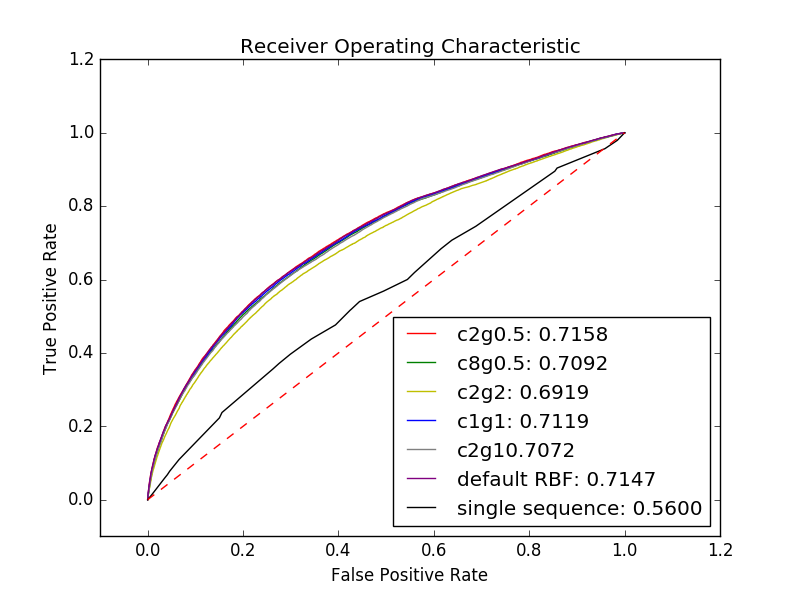 Receiver Operating Characteristic
1.2
1.0
0.8
0.6
0.4
0.2
0.0
True Positive Rate
c2g0.5: 0.7158
c8g0.5: 0.7092
c2g2: 0.6919
c1g1: 0.7119
c2g10.7072
default RBF: 0.7147
single sequence: 0.5600
0.0 0.2 0.4 0.6 0.8 1.0 1.2
False Positive Rate